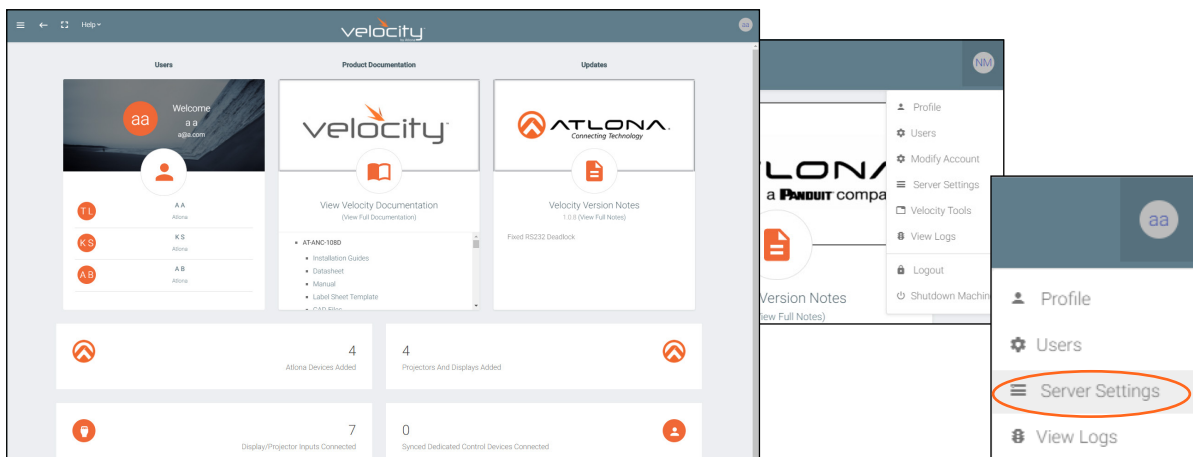 Help
velocity
by Atlona
aa
Users
Product Documentation
Updates
aa
Welcome
a a
a@a.com
velocity
ATLONA.
Connecting Technology
View Velocity Documentation
(View Full Documentation)
Velocity Version Notes
1.0.8 (View Full Notes)
TL
A A
Atlona
KS
K S
Atlona
AB
A B
Atlona
AT-ANC-108D
Installation Guides
Datasheet
Manual
Label Sheet Template
CAD Files
Fixed RS232 Deadlock
4
Atlona Devices Added
4
Projectors And Displays Added
7
Display/Projector Inputs Connected
0
Synced Dedicated Control Devices Connected
NM
LONA
a PANDUIT compa
Version Notes
iew Full Notes)
Profile
Users
Modify Account
Server Settings
Velocity Tools
View Logs
Logout
Shutdown Machin
aa
Profile
Users
Server Settings
View Logs